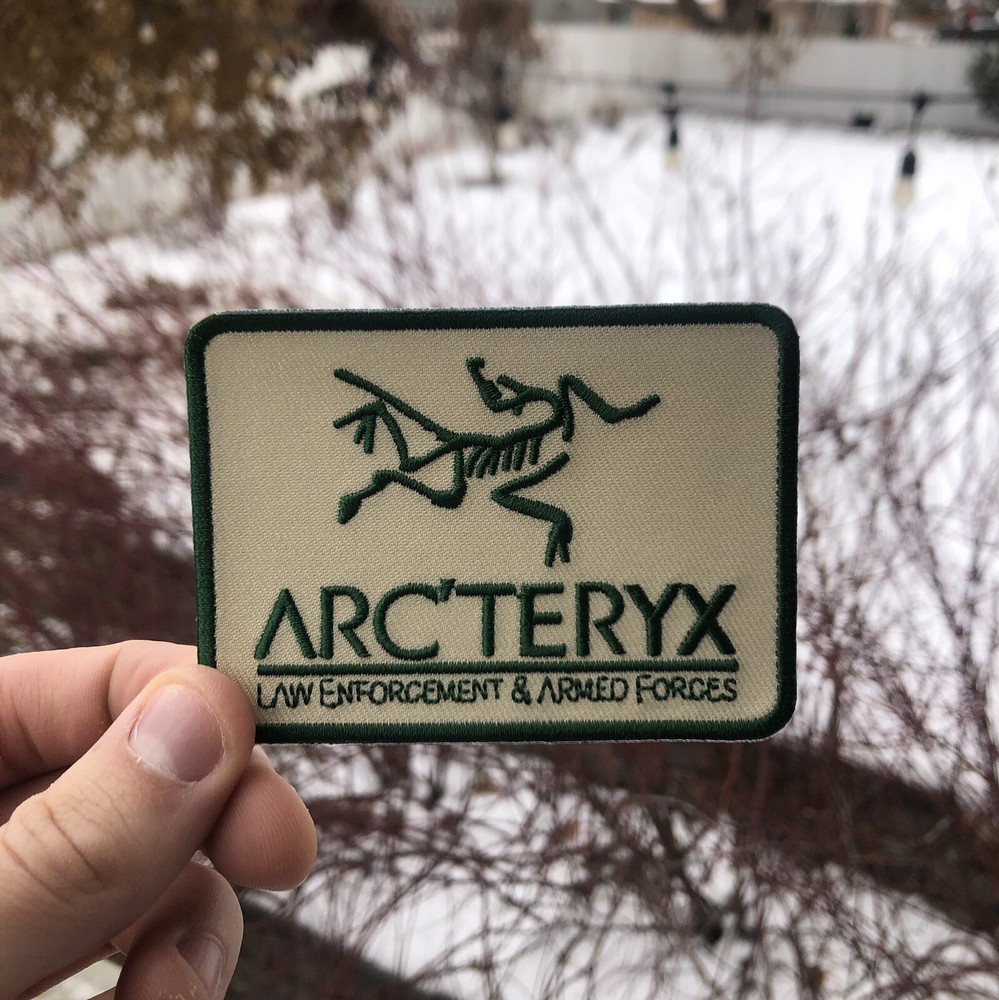 ARC'TERYX
LAW ENFORCEMENT & ARMED FORCES